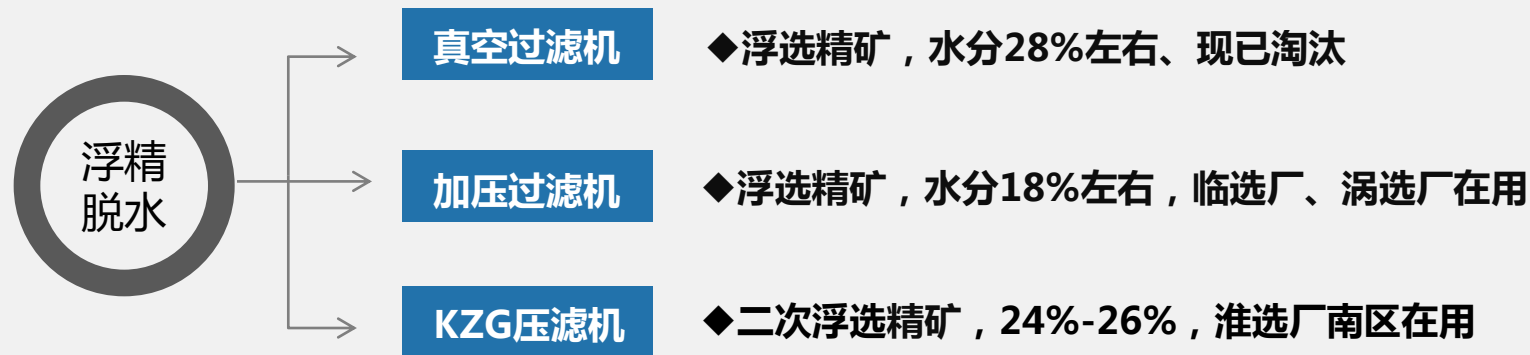 浮精
脱水
真空过滤机
◆浮选精矿，水分28%左右、现已淘汰
加压过滤机
◆浮选精矿，水分18%左右，临选厂、涡选厂在用
KZG压滤机
◆二次浮选精矿，24%-26%，淮选厂南区在用